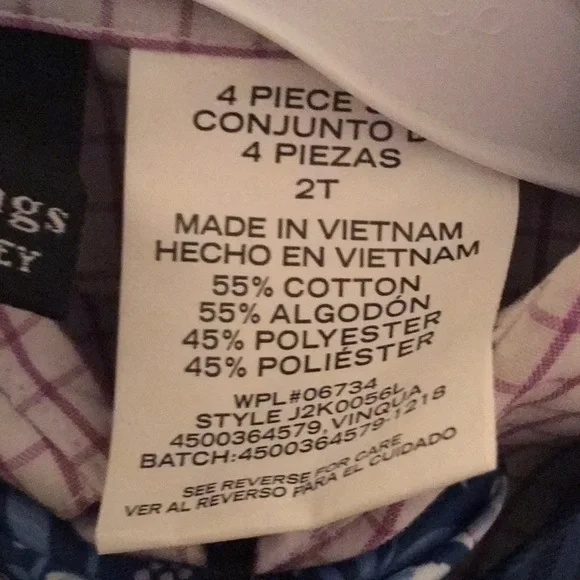 4 PIECE
CONJUNTO
4 PIEZAS
2T
MADE IN VIETNAM
HECHO EN VIETNAM
55% COTTON
55% ALGODÓN
45% POLYESTER
45% POLIÉSTER
WPL#06734
STYLE J2K0056L
4500364579, VINQUA
BATCH:4500364579-1218
SEE REVERSE FOR CARE
VER AL REVERSO PARA EL CUIDADO